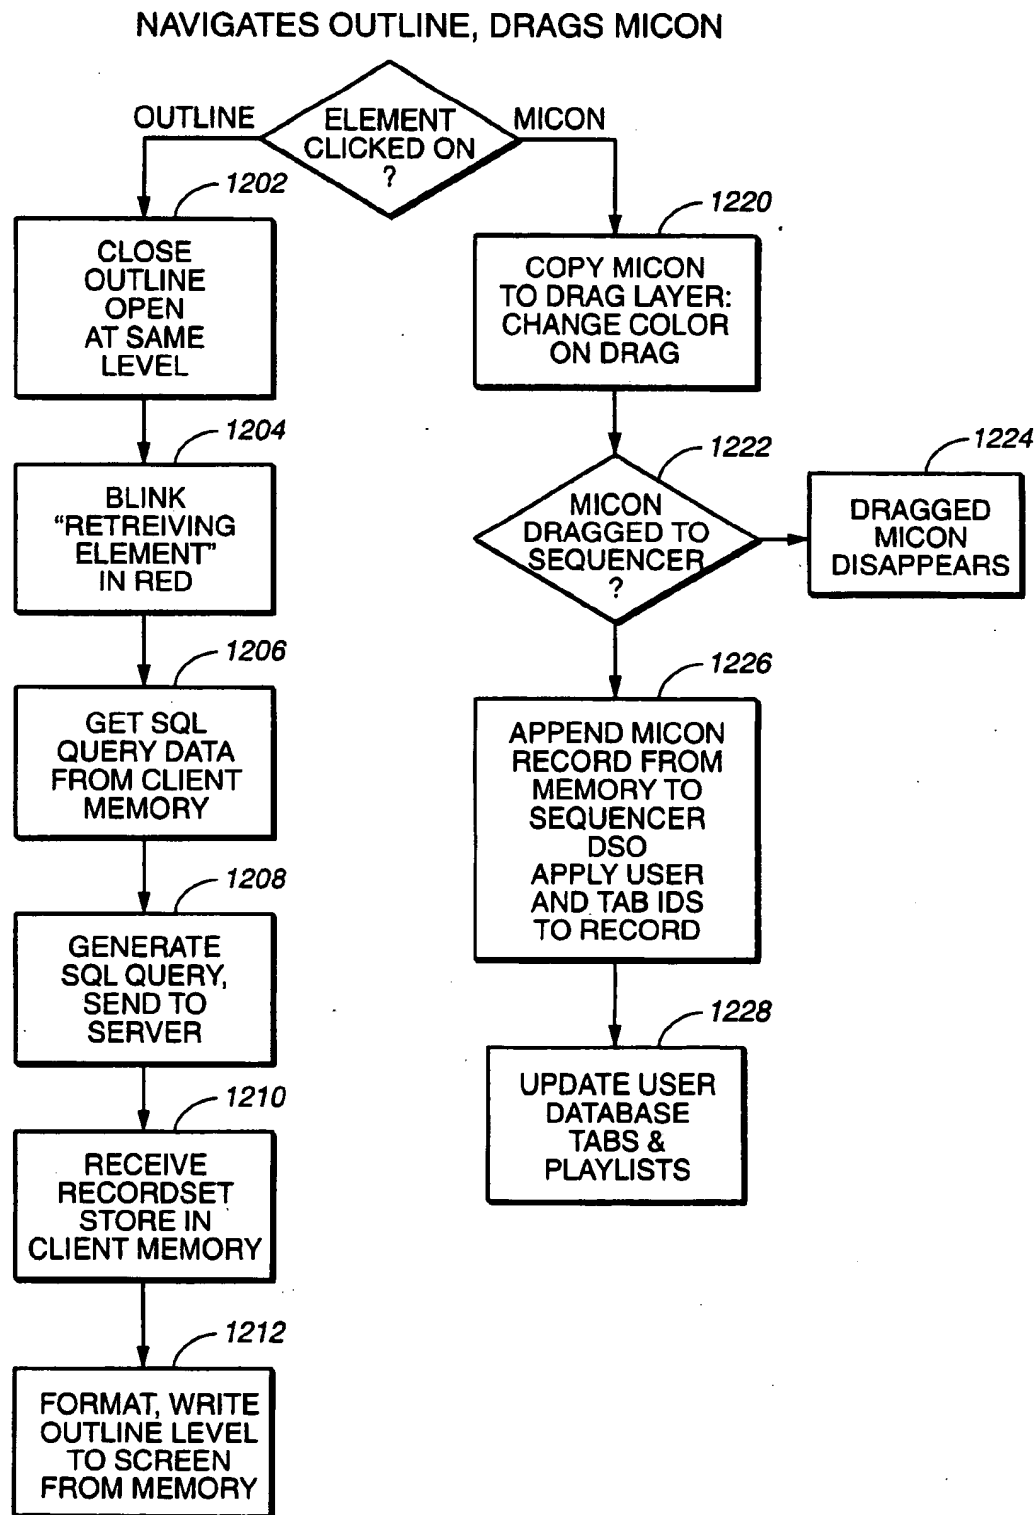 NAVIGATES OUTLINE, DRAGS MICON
OUTLINE
ELEMENT
CLICKED ON
?
MICON
1202
CLOSE
OUTLINE
OPEN
AT SAME
LEVEL
1204
BLINK
“RETREIVING
ELEMENT”
IN RED
1206
GET SQL
QUERY DATA
FROM CLIENT
MEMORY
1208
GENERATE
SQL QUERY,
SEND TO
SERVER
1210
RECEIVE
RECORDSET
STORE IN
CLIENT MEMORY
1212
FORMAT, WRITE
OUTLINE LEVEL
TO SCREEN
FROM MEMORY
1220
COPY MICON
TO DRAG LAYER:
CHANGE COLOR
ON DRAG
1222
MICON
DRAGGED TO
SEQUENCER
?
1224
DRAGGED
MICON
DISAPPEARS
1226
APPEND MICON
RECORD FROM
MEMORY TO
SEQUENCER
DSO
APPLY USER
AND TAB IDS
TO RECORD
1228
UPDATE USER
DATABASE
TABS &
PLAYLISTS